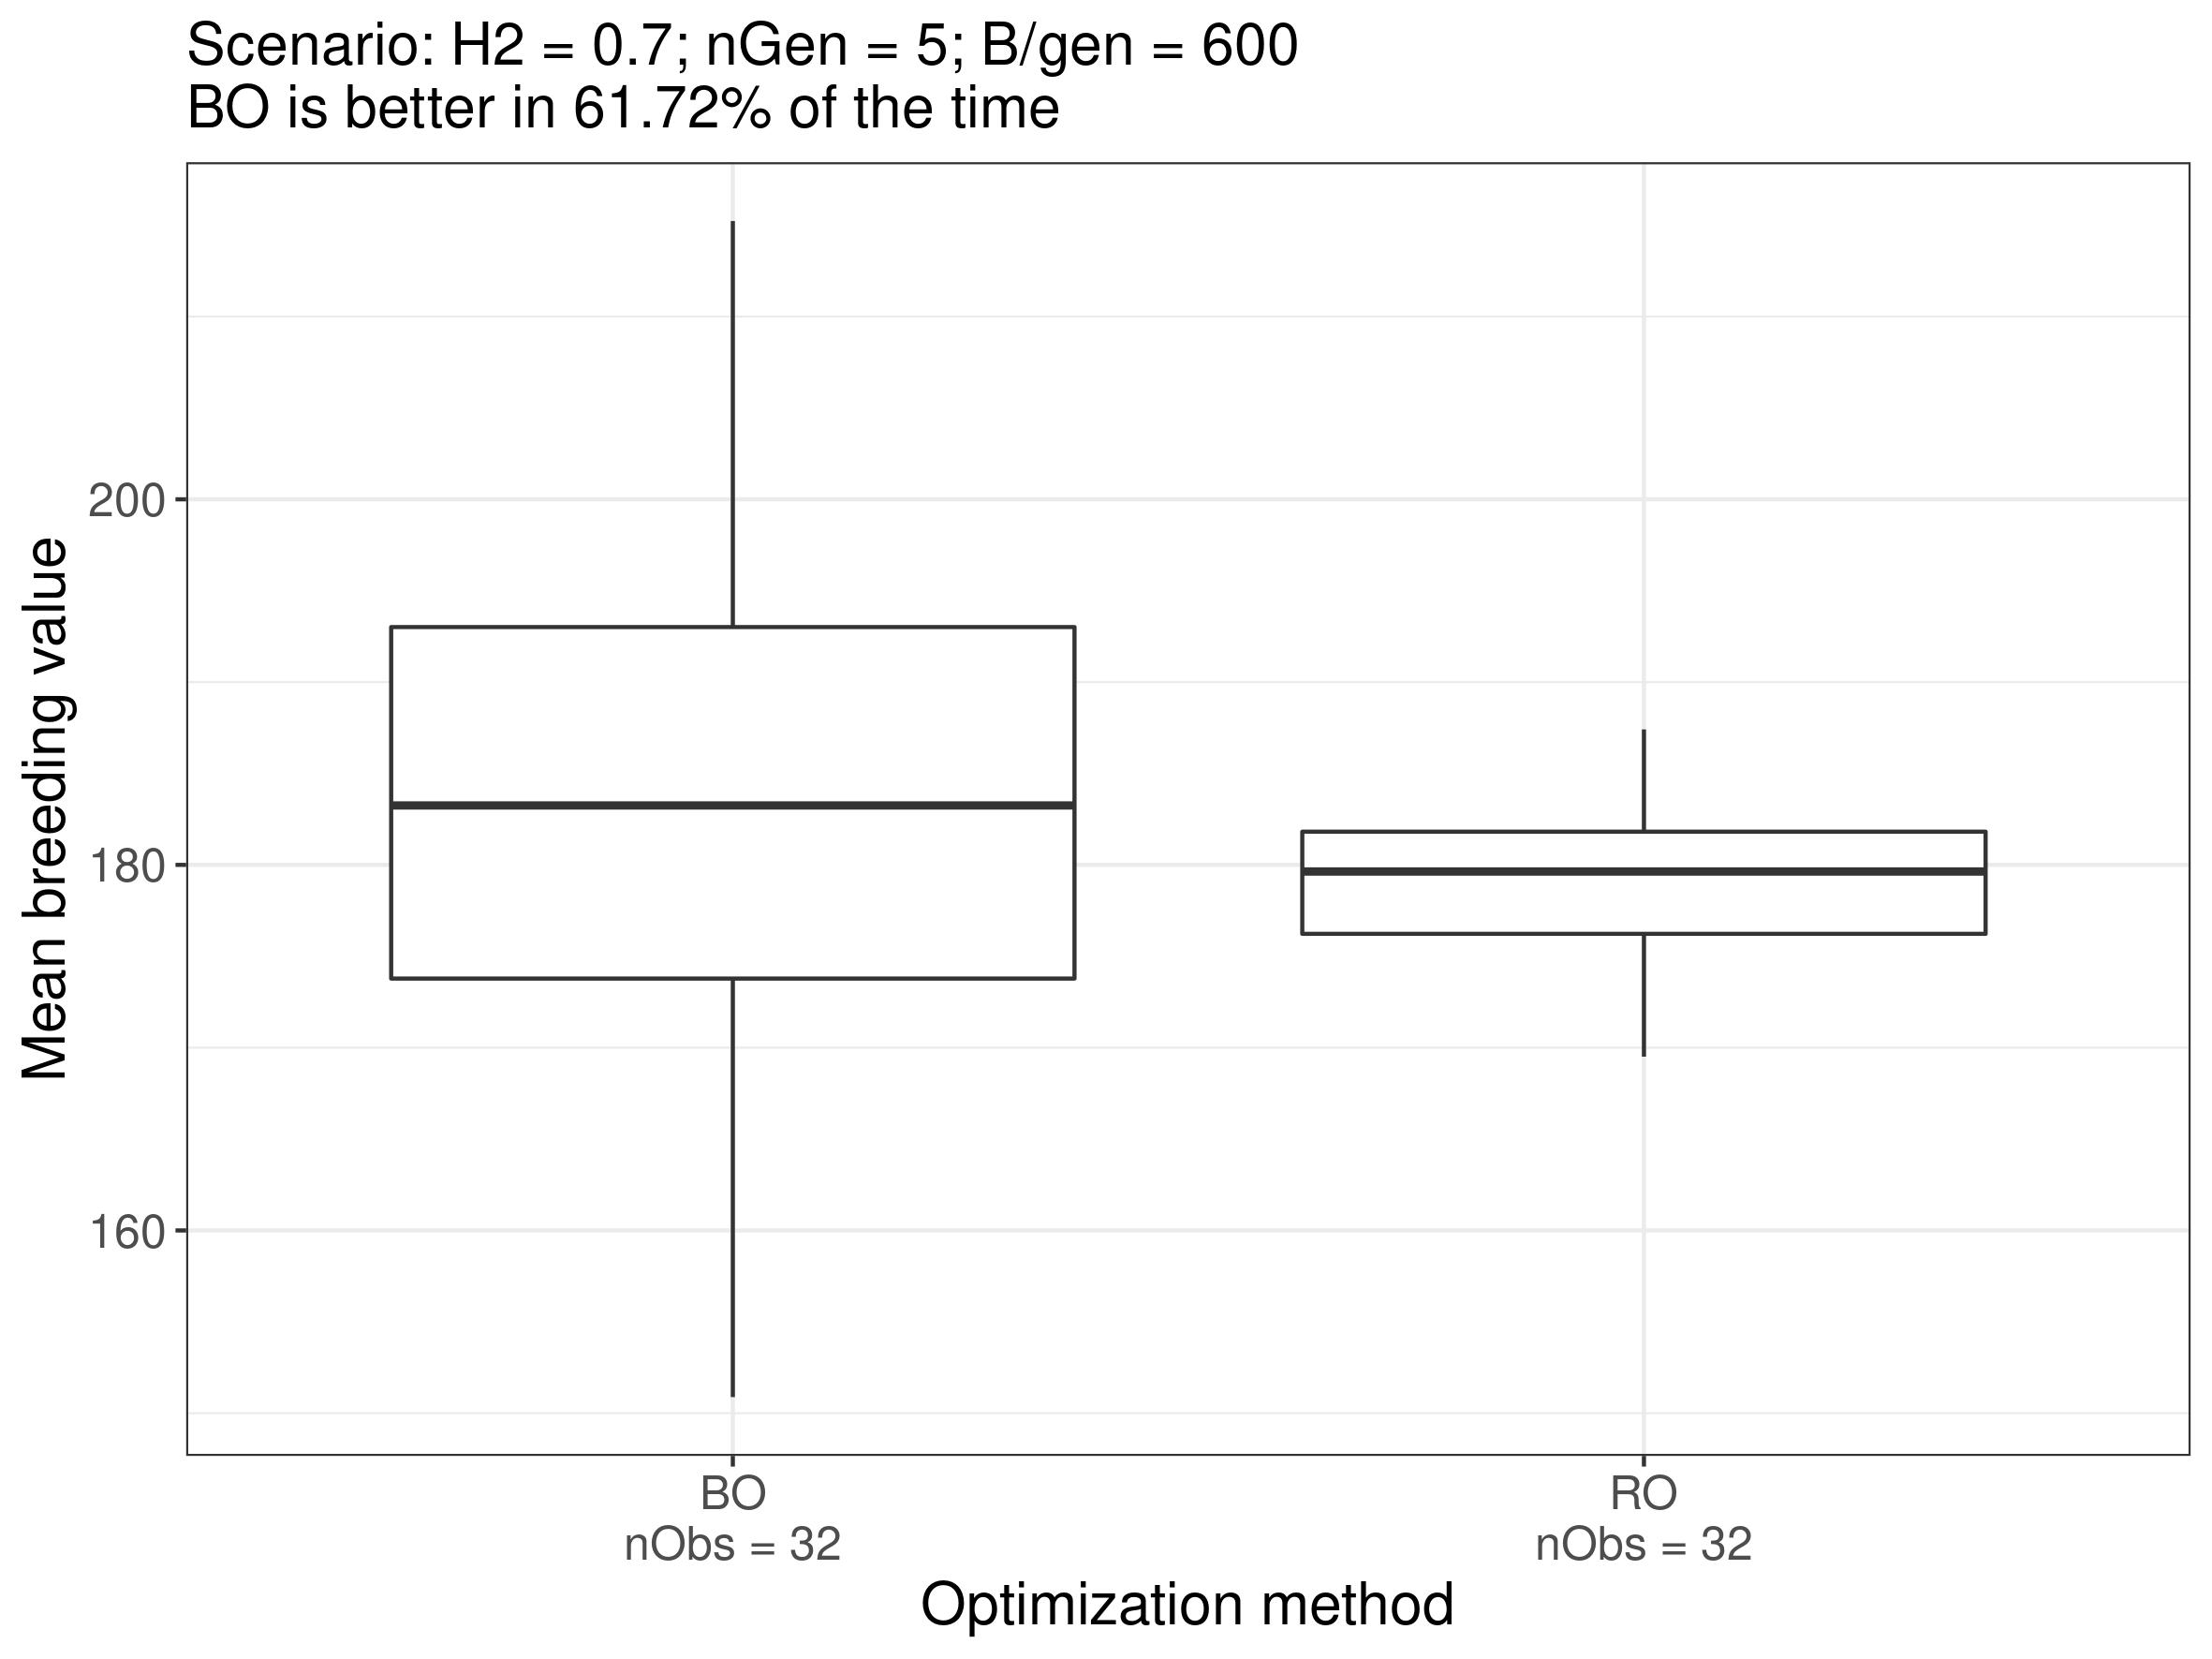 Scenario: H2 = 0.7; nGen = 5; B/gen = 600
BO is better in 61.72% of the time
Mean breeding value
200
180
160
BO
nObs = 32
RO
nObs = 32
Optimization method